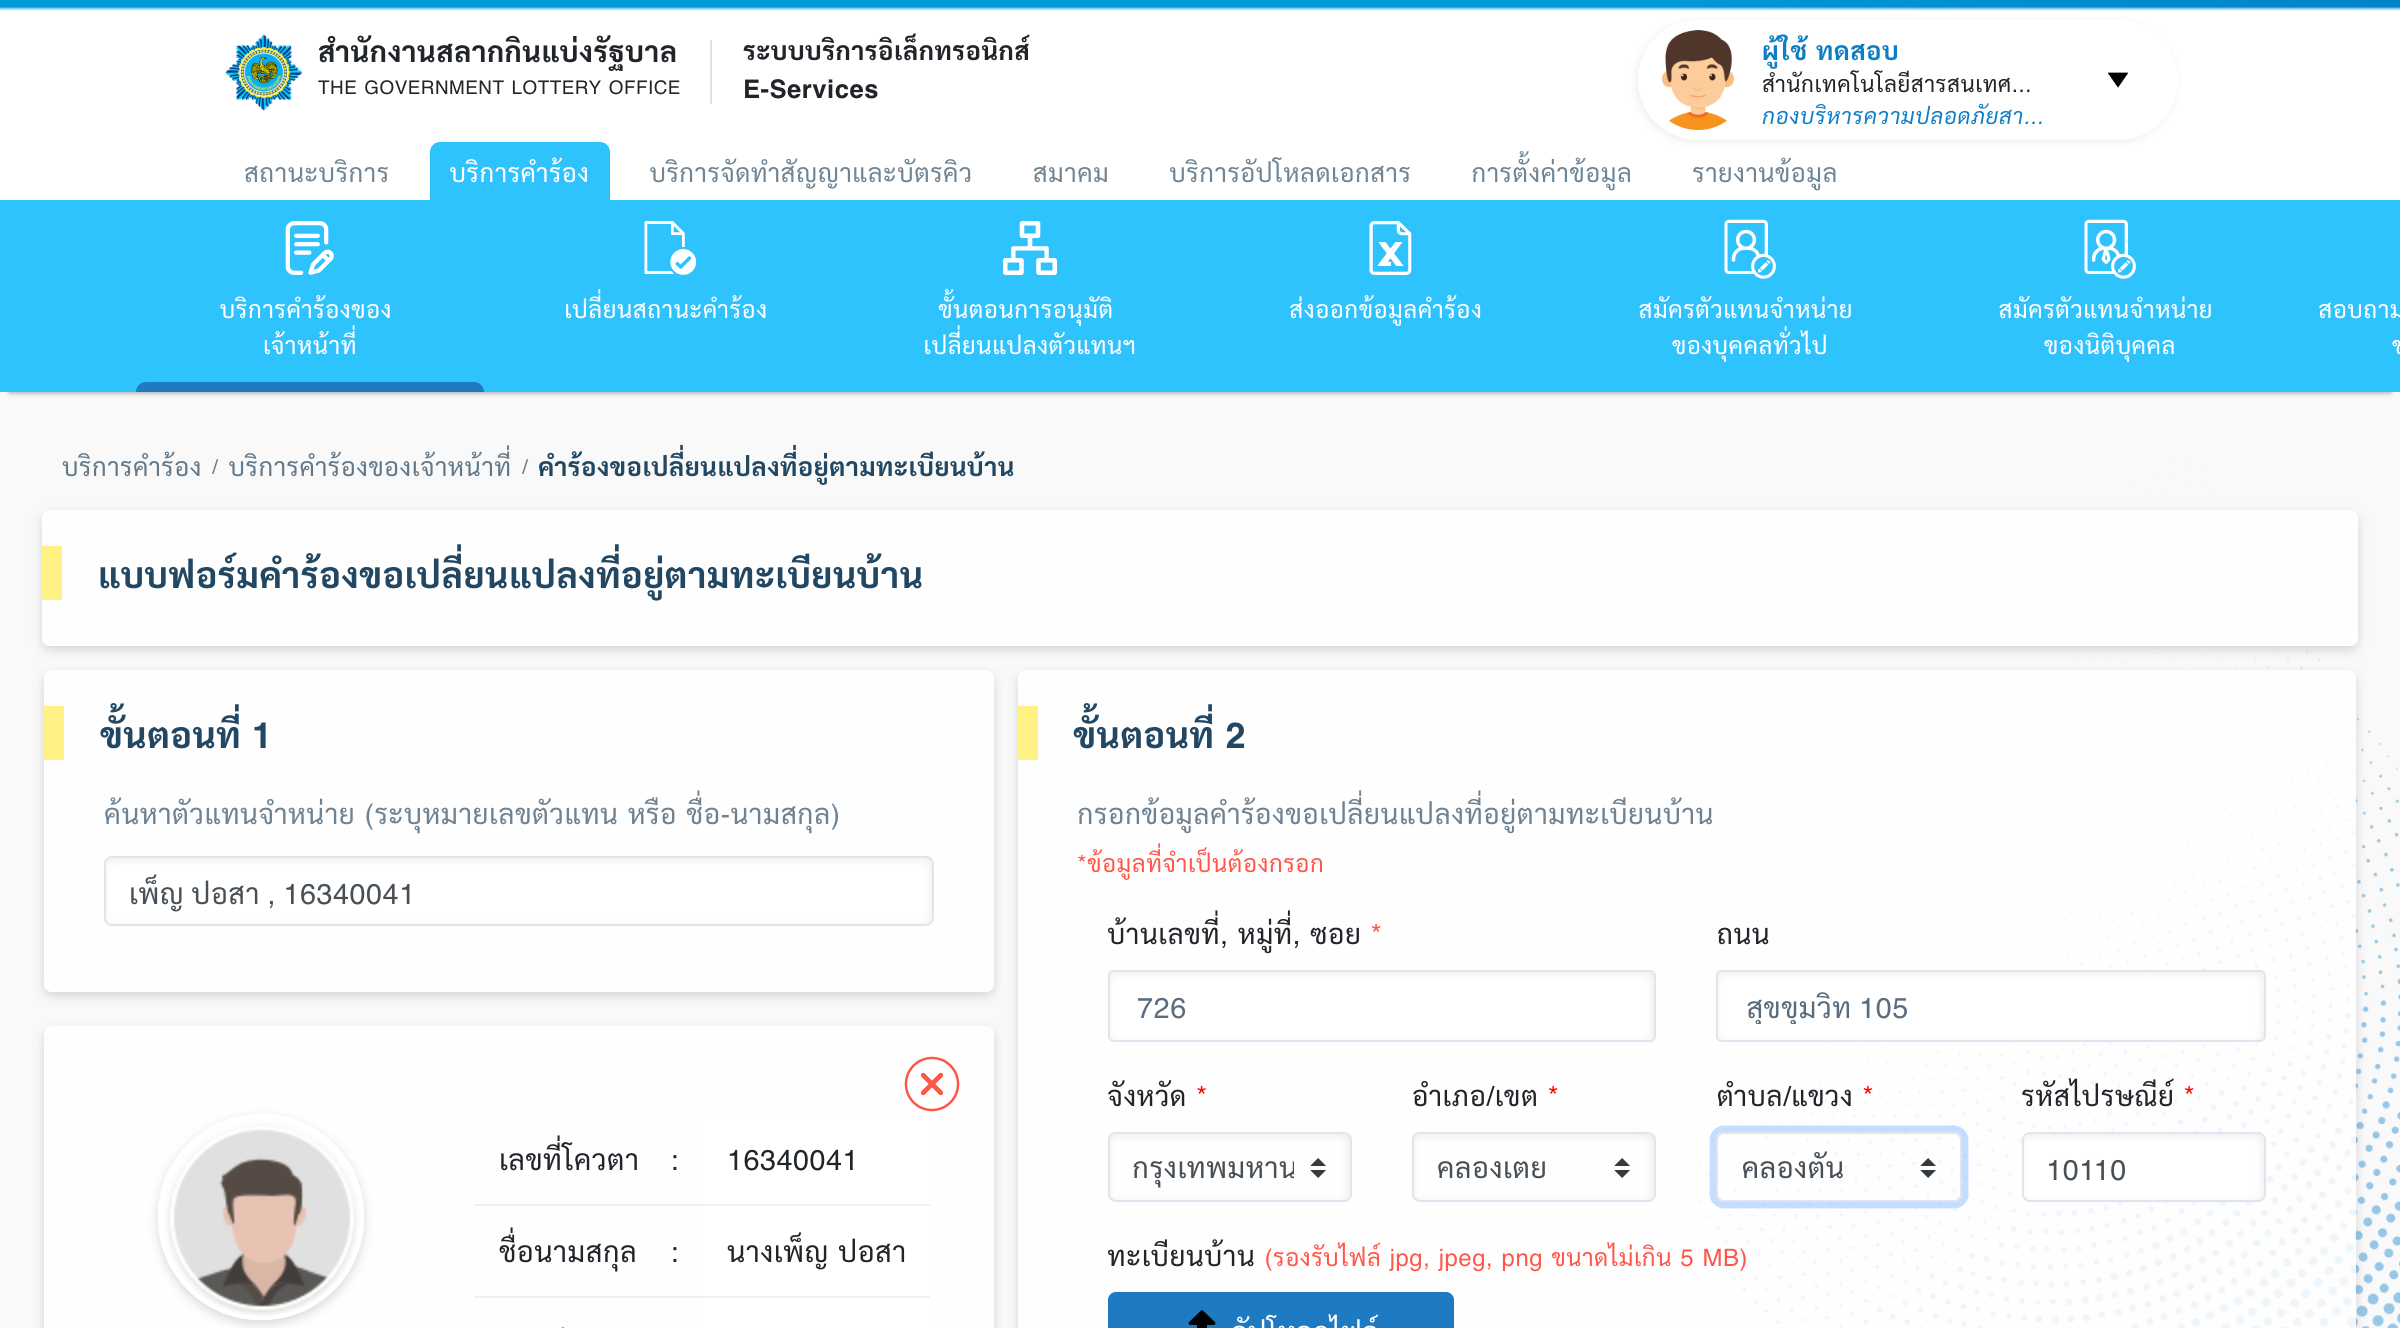 สำนักงานสลากกินแบ่งรัฐบาล
THE GOVERNMENT LOTTERY OFFICE
ระบบบริการอิเล็กทรอนิกส์
E-Services
ผู้ใช้ ทดสอบ
สำนักเทคโนโลยีสารสนเทศ...
กองบริหารความปลอดภัยสา...
สถานะบริการ
บริการคำร้อง
บริการจัดทำสัญญาและบัตรคิว
สมาคม
บริการอัปโหลดเอกสาร
การตั้งค่าข้อมูล
รายงานข้อมูล
บริการคำร้องของ
เจ้าหน้าที่
เปลี่ยนสถานะคำร้อง
ขั้นตอนการอนุมัติ
เปลี่ยนแปลงตัวแทนฯ
ส่งออกข้อมูลคำร้อง
สมัครตัวแทนจำหน่าย
ของบุคคลทั่วไป
สมัครตัวแทนจำหน่าย
ของนิติบุคคล
บริการคำร้อง / บริการคำร้องของเจ้าหน้าที่ / คำร้องขอเปลี่ยนแปลงที่อยู่ตามทะเบียนบ้าน
แบบฟอร์มคำร้องขอเปลี่ยนแปลงที่อยู่ตามทะเบียนบ้าน
ขั้นตอนที่ 1
ค้นหาตัวแทนจำหน่าย (ระบุหมายเลขตัวแทน หรือ ชื่อ-นามสกุล)
เพ็ญ ปอสา , 16340041
เลขที่โควตา : 16340041
ชื่อนามสกุล : นางเพ็ญ ปอสา
ขั้นตอนที่ 2
กรอกข้อมูลคำร้องขอเปลี่ยนแปลงที่อยู่ตามทะเบียนบ้าน
*ข้อมูลที่จำเป็นต้องกรอก
บ้านเลขที่, หมู่ที่, ซอย *
ถนน
726
สุขขุมวิท 105
จังหวัด *
อำเภอ/เขต *
ตำบล/แขวง *
รหัสไปรษณีย์ *
กรุงเทพมหาน
คลองเตย
คลองตัน
10110
ทะเบียนบ้าน (รองรับไฟล์ jpg, jpeg, png ขนาดไม่เกิน 5 MB)
อัปโหลดไฟล์